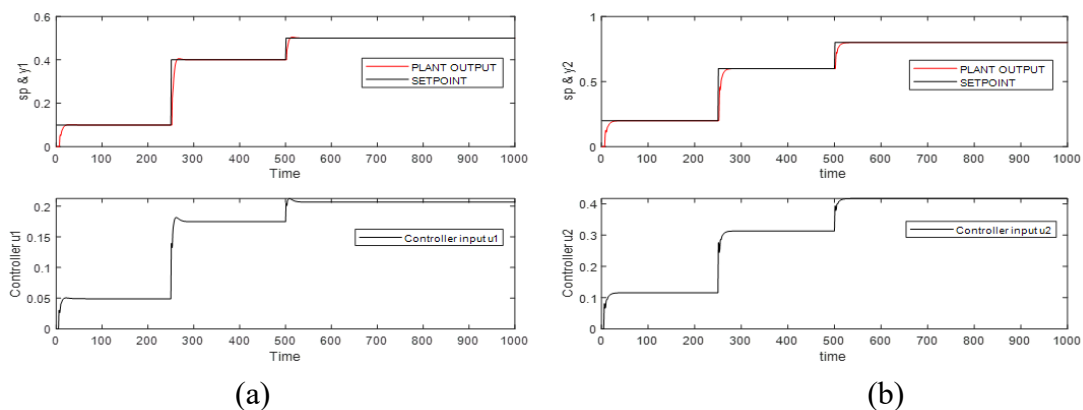 0.6
0.4
0.2
0
sp & y1
PLANT OUTPUT
SETPOINT
0 100 200 300 400 500 600 700 800 900 1000
Time
0.2
0.15
0.1
0.05
0
Controller u1
Controller input u1
0 100 200 300 400 500 600 700 800 900 1000
Time
(a)
1
0.5
0
sp & y2
PLANT OUTPUT
SETPOINT
0 100 200 300 400 500 600 700 800 900 1000
time
0.4
0.3
0.2
0.1
0
Controller u2
Controller input u2
0 100 200 300 400 500 600 700 800 900 1000
time
(b)